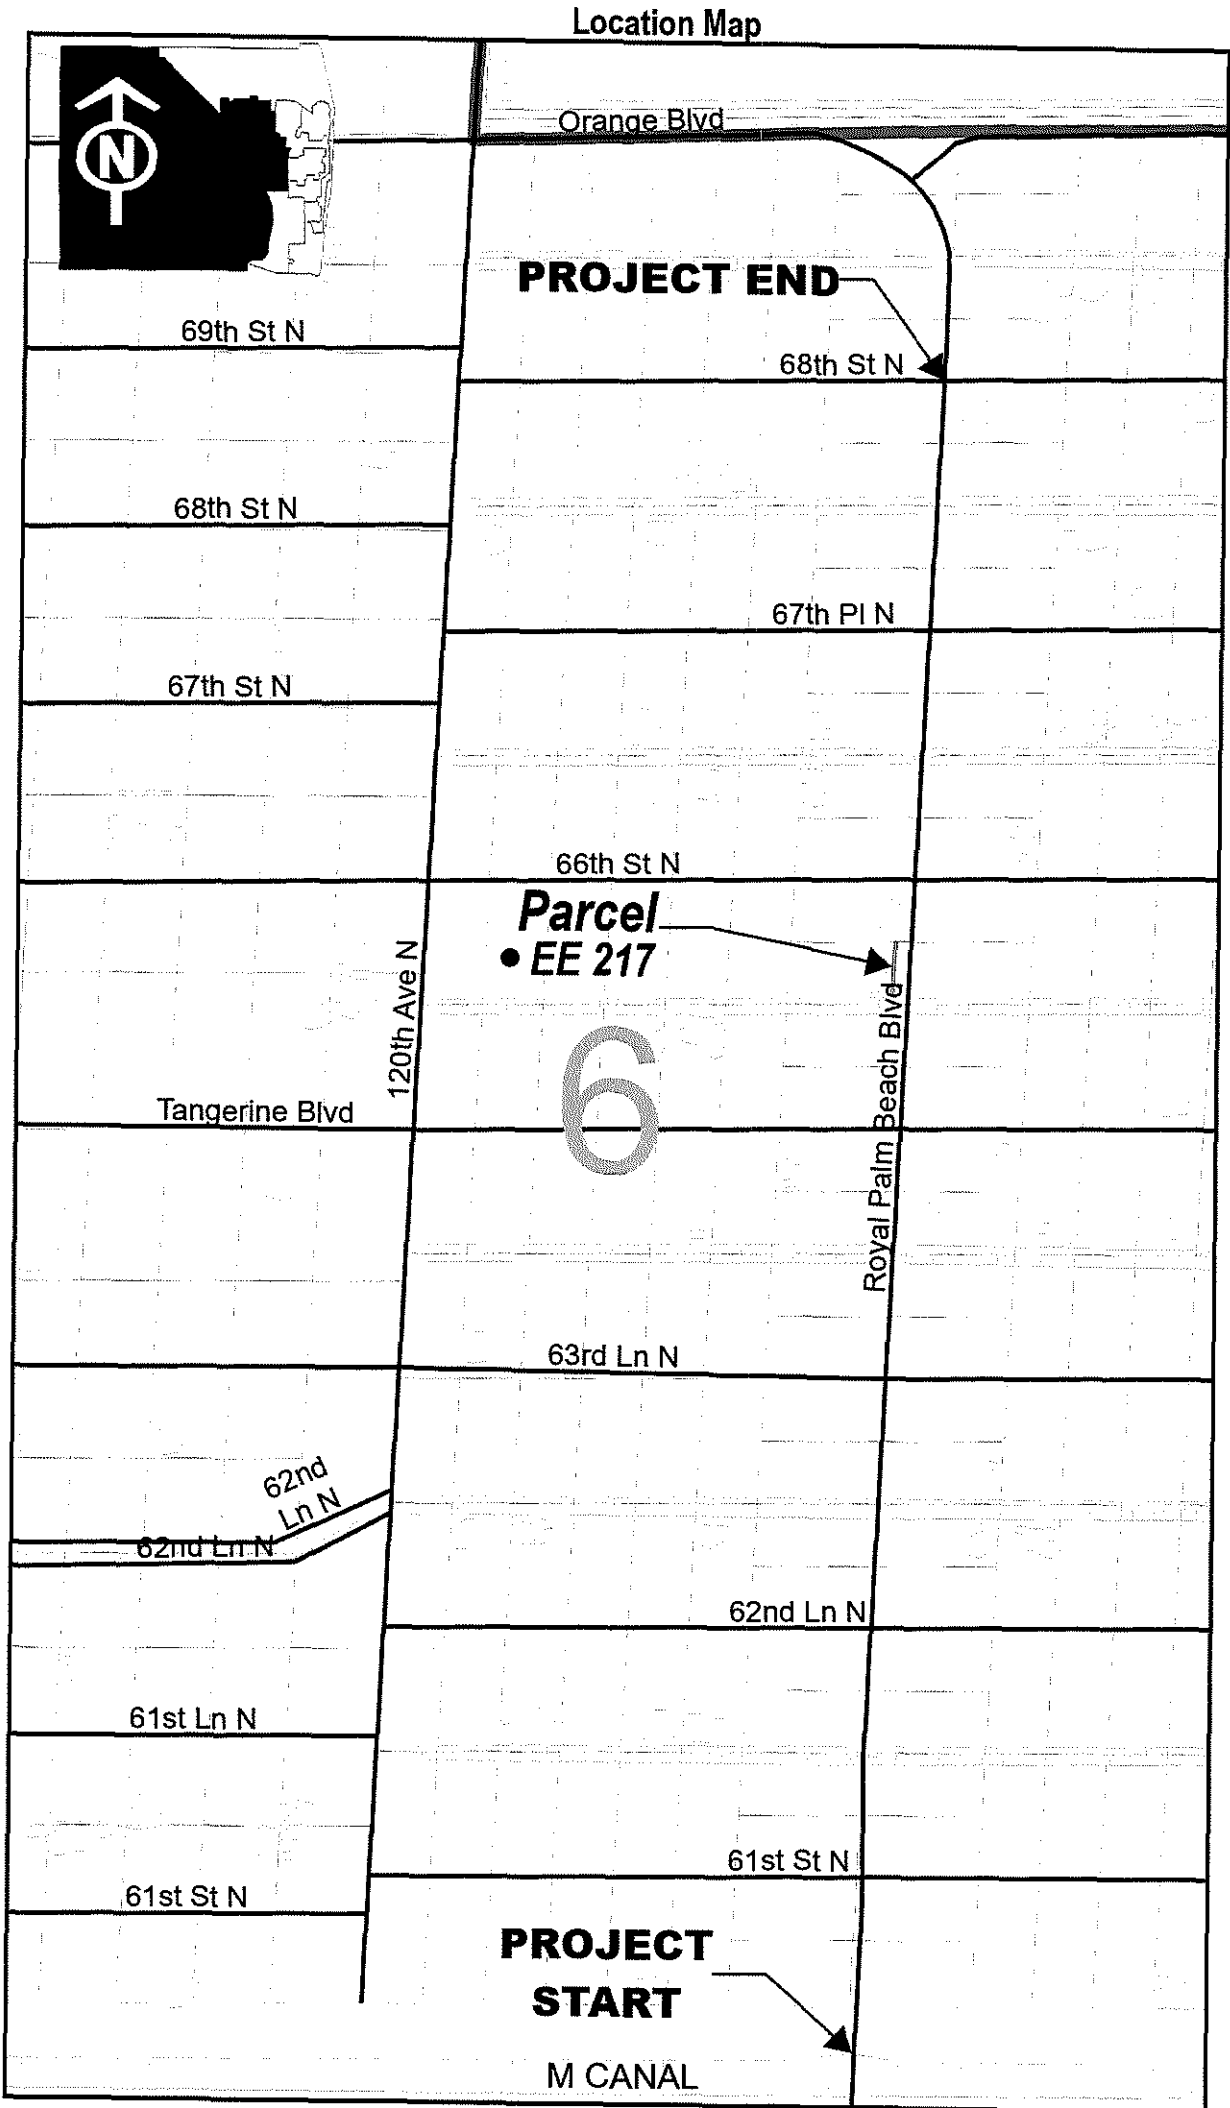 Location Map
N
Orange Blvd
PROJECT END
69th St N
68th St N
68th St N
67th Pl N
67th St N
66th St N
Parcel
• EE 217
120th Ave N
Royal Palm Beach Blvd
6
Tangerine Blvd
63rd Ln N
62nd
Ln N
62nd Ln N
62nd Ln N
61st Ln N
61st St N
61st St N
PROJECT
START
M CANAL